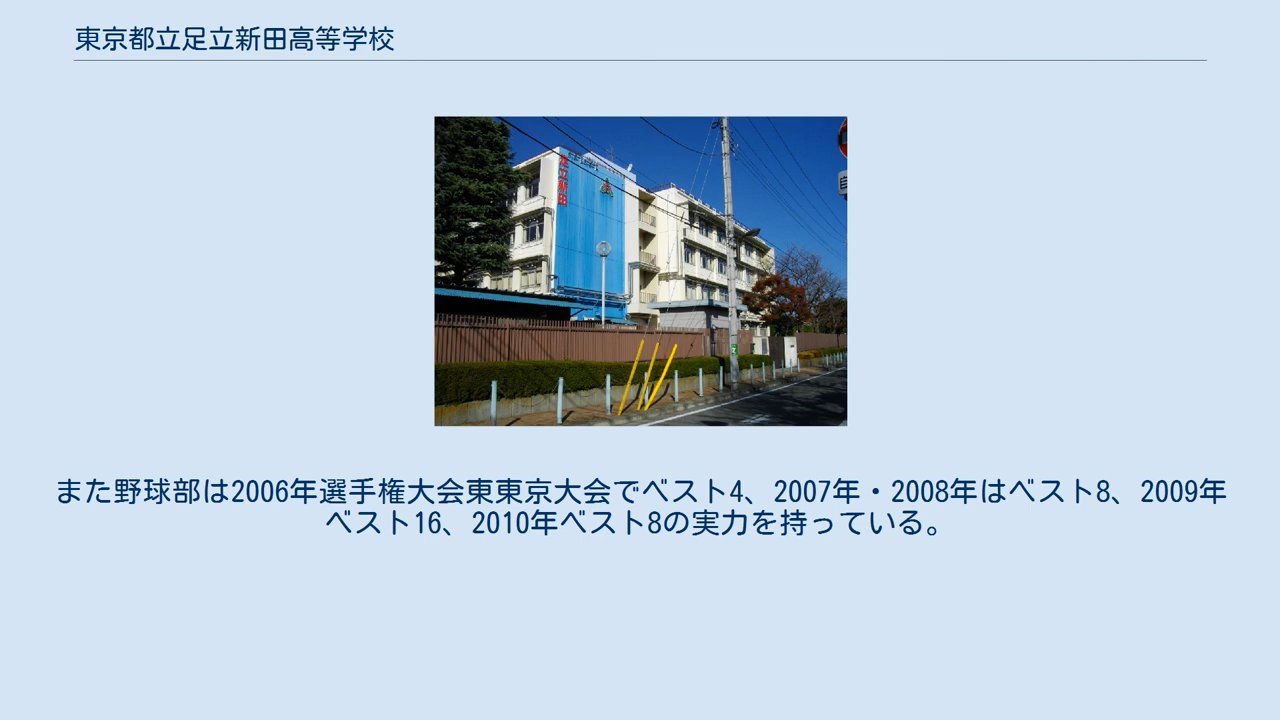 東京都立足立新田高等学校
足立新田
また野球部は2006年選手権大会東東京大会でベスト4、2007年・2008年はベスト8、2009年
ベスト16、2010年ベスト8の実力を持っている。